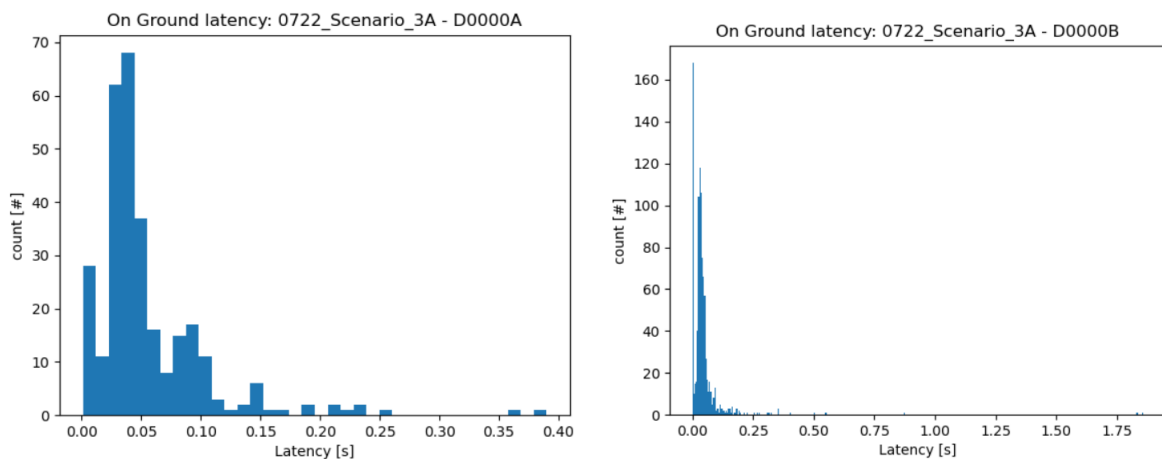 On Ground latency: 0722_Scenario_3A - D0000A
70
60
50
40
30
20
10
0
count [#]
0.00 0.05 0.10 0.15 0.20 0.25 0.30 0.35 0.40
Latency [s]
On Ground latency: 0722_Scenario_3A - D0000B
160
140
120
100
80
60
40
20
0
count [#]
0.00 0.25 0.50 0.75 1.00 1.25 1.50 1.75
Latency [s]